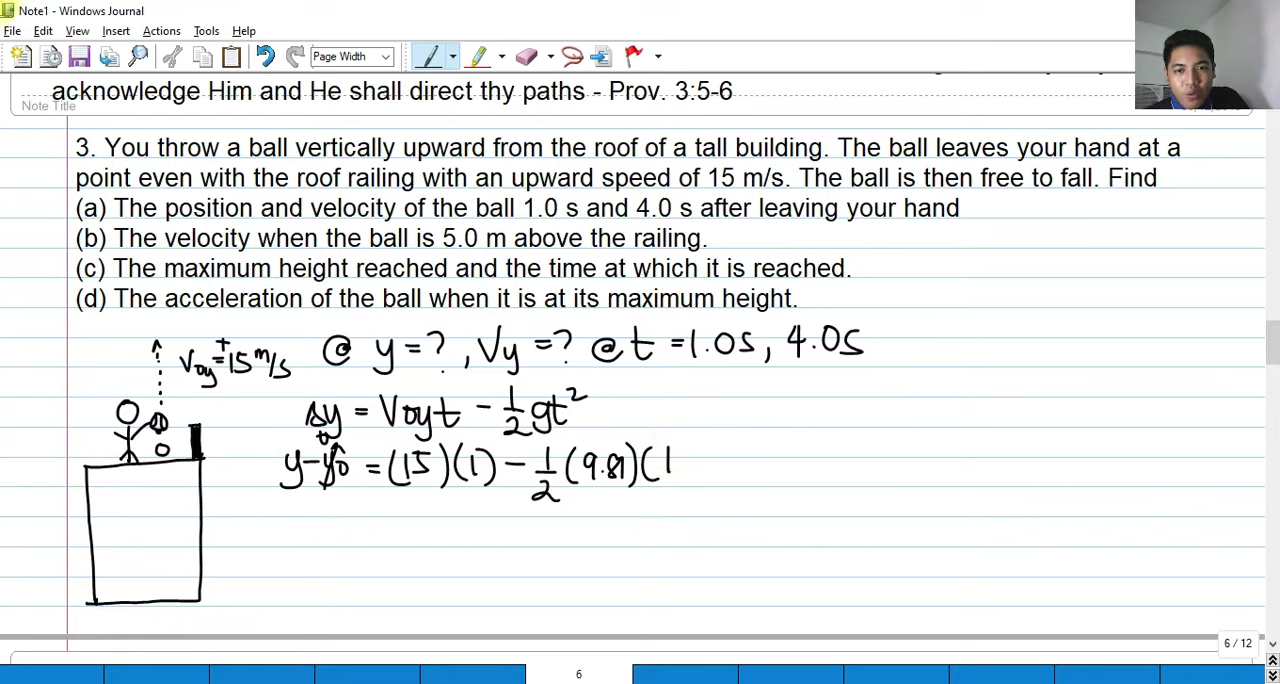 Note1 - Windows Journal
File Edit View Insert Actions Tools Help
Page Width
acknowledge Him and He shall direct thy paths - Prov. 3:5-6
Note Title
3. You throw a ball vertically upward from the roof of a tall building. The ball leaves your hand at a
point even with the roof railing with an upward speed of 15 m/s. The ball is then free to fall. Find
(a) The position and velocity of the ball 1.0 s and 4.0 s after leaving your hand
(b) The velocity when the ball is 5.0 m above the railing.
(c) The maximum height reached and the time at which it is reached.
(d) The acceleration of the ball when it is at its maximum height.
Voy=+15 m/s
@ y = ? , Vy = ? @ t = 1.0s, 4.0s
Δy = Voyt - 1/2 gt²
y - y0 = (15)(1) - 1/2 (9.81)(1
6 / 12
6